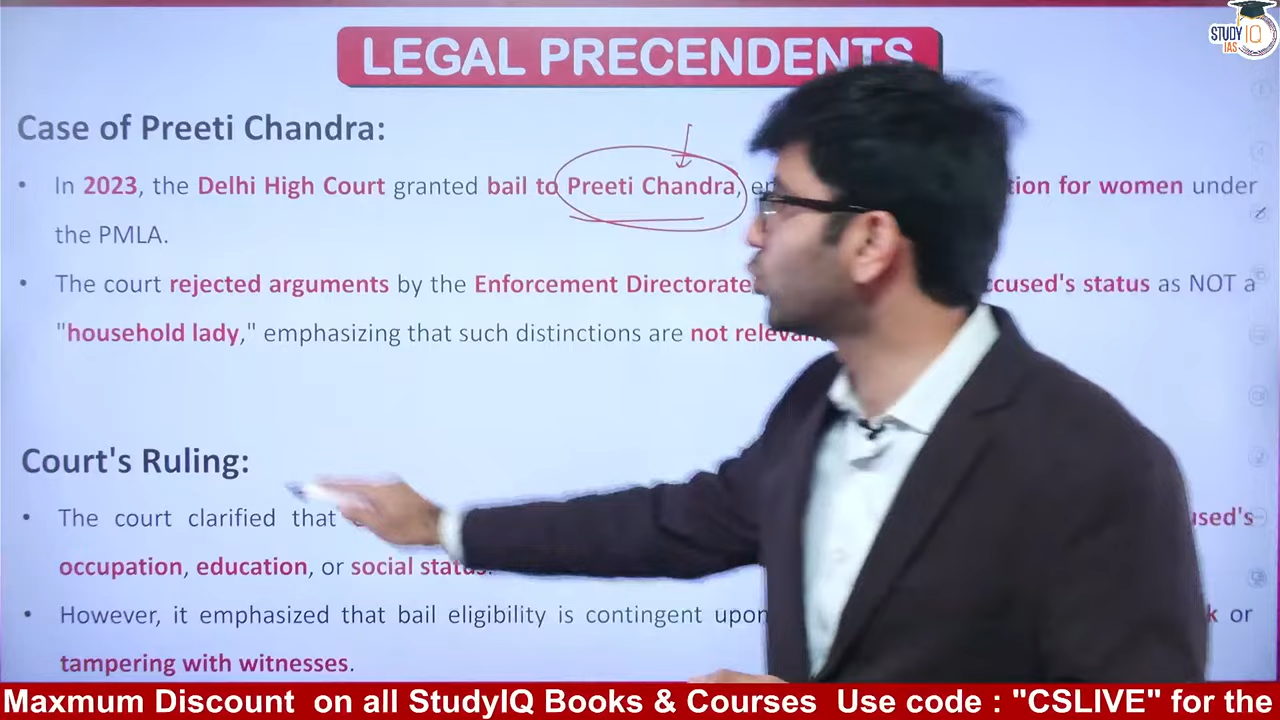 STUDY IQ
IAS
LEGAL PRECENDENTS
Case of Preeti Chandra:
• In 2023, the Delhi High Court granted bail to Preeti Chandra, for women under
the PMLA.
• The court rejected arguments by the Enforcement Directorate status as NOT a
"household lady," emphasizing that such distinctions are not
Court's Ruling:
• The court clarified that
occupation, education, or social status.
• However, it emphasized that bail eligibility is contingent upon or
tampering with witnesses.
Maxmum Discount on all StudyIQ Books & Courses Use code : "CSLIVE" for the